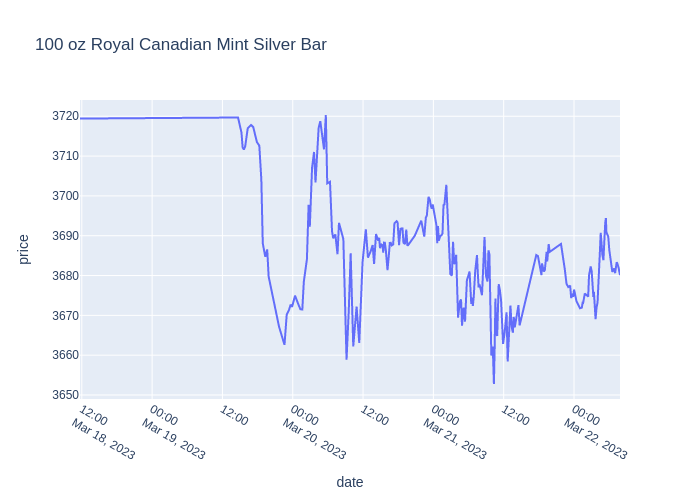 100 oz Royal Canadian Mint Silver Bar
price
3720
3710
3700
3690
3680
3670
3660
3650
12:00
Mar 18, 2023
00:00
Mar 19, 2023
12:00
00:00
Mar 20, 2023
12:00
00:00
Mar 21, 2023
12:00
00:00
Mar 22, 2023
date